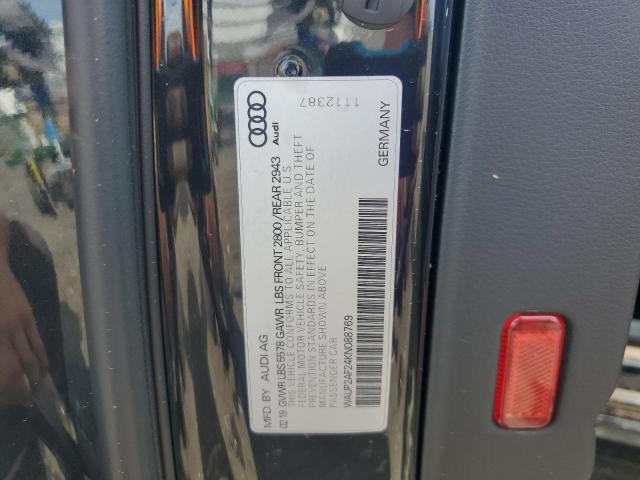 MFD. BY AUDI AG
02 19 GVWR LBS 5578 GAWR LBS FRONT 2800 / REAR 2943
THIS VEHICLE CONFORMS TO ALL APPLICABLE U S
FEDERAL MOTOR VEHICLE SAFETY, BUMPER AND THEFT
PREVENTION STANDARDS IN EFFECT ON THE DATE OF
MANUFACTURE SHOWN ABOVE
PASSENGER CAR
WAUP2AF24KN088769
GERMANY
Audi
1112387